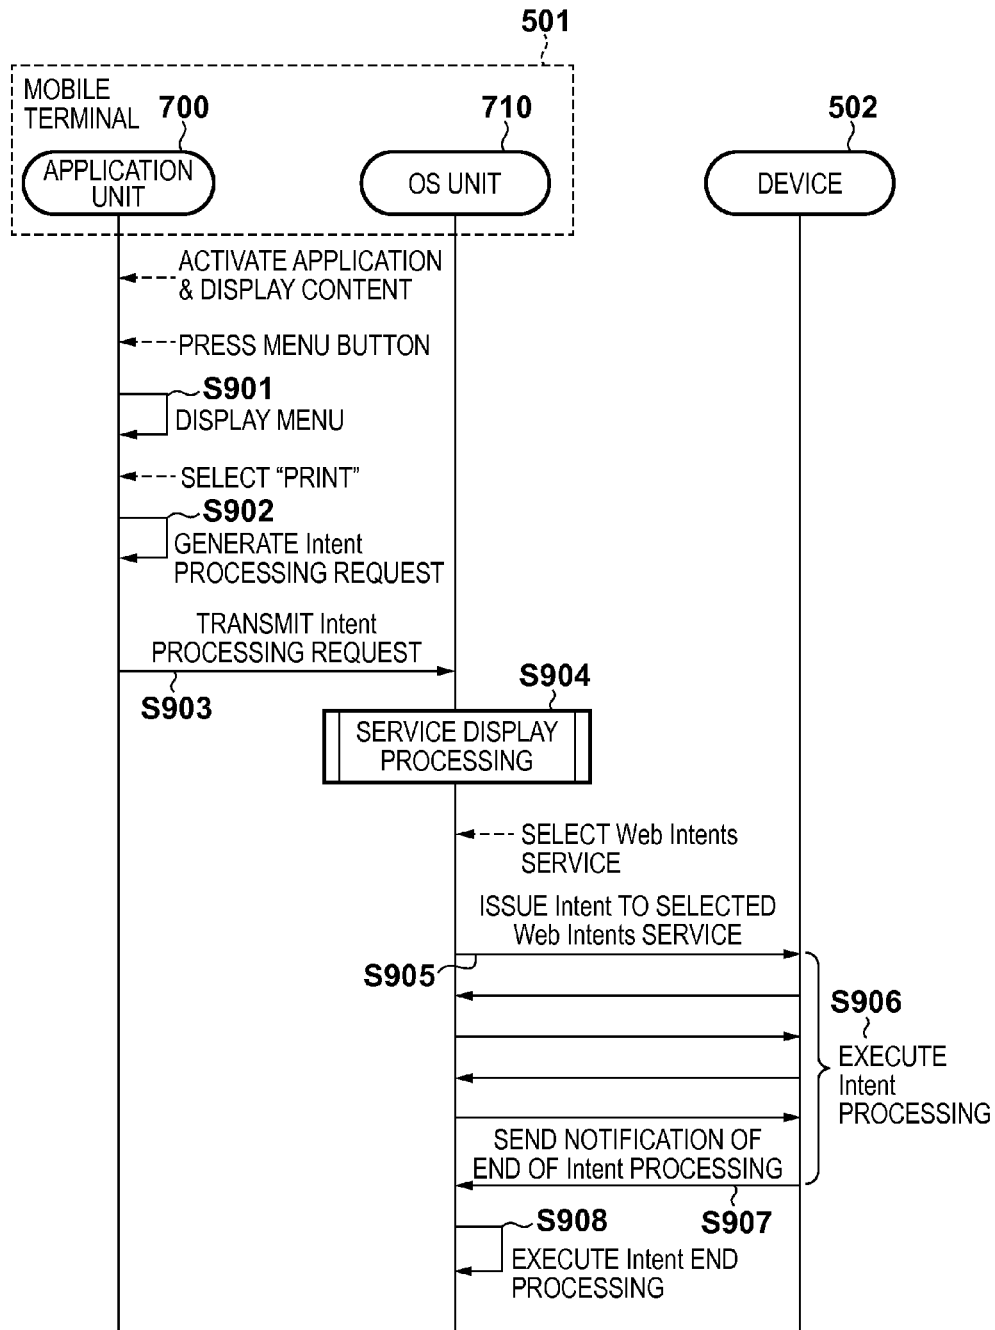 501
MOBILE
TERMINAL
700
710
502
APPLICATION
UNIT
OS UNIT
DEVICE
ACTIVATE APPLICATION
& DISPLAY CONTENT
PRESS MENU BUTTON
S901
DISPLAY MENU
SELECT “PRINT”
S902
GENERATE Intent
PROCESSING REQUEST
TRANSMIT Intent
PROCESSING REQUEST
S903
S904
SERVICE DISPLAY
PROCESSING
SELECT Web Intents
SERVICE
ISSUE Intent TO SELECTED
Web Intents SERVICE
S905
S906
EXECUTE
Intent
PROCESSING
SEND NOTIFICATION OF
END OF Intent PROCESSING
S907
S908
EXECUTE Intent END
PROCESSING